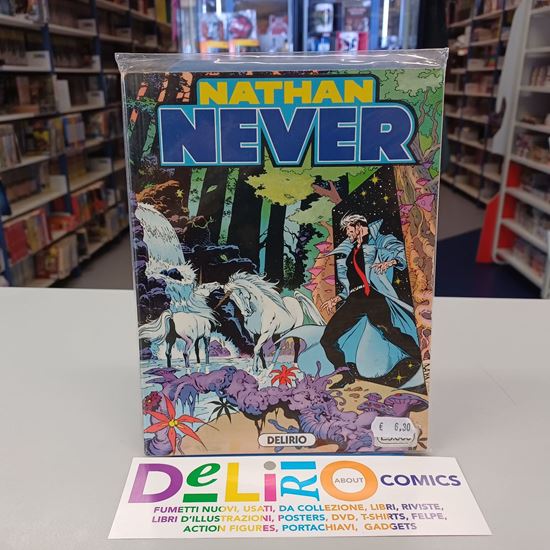 NATHAN
NEVER
DELIRIO
€ 6,30
DELiRiO ABOUT COMICS
FUMETTI NUOVI, USATI, DA COLLEZIONE, LIBRI, RIVISTE,
LIBRI D'ILLUSTRAZIONI, POSTERS, DVD, T-SHIRTS, FELPE,
ACTION FIGURES, PORTACHIAVI, GADGETS